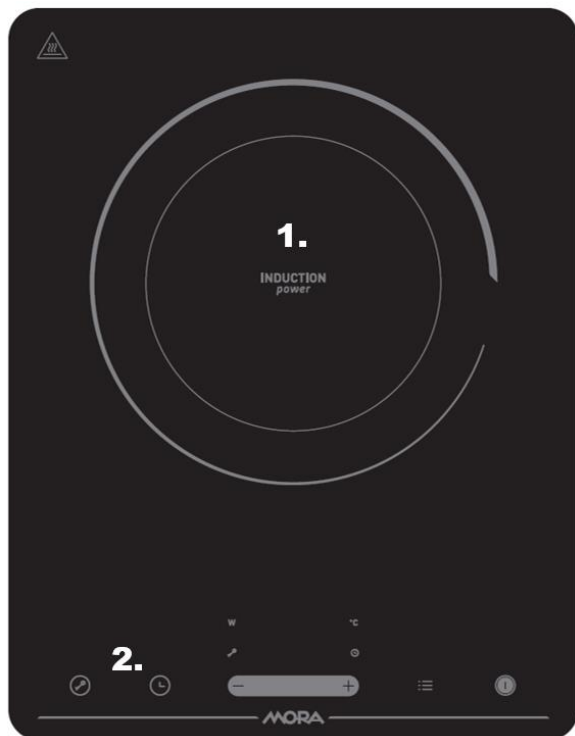 1.
INDUCTION
power
W °C
2.
− +
MORA